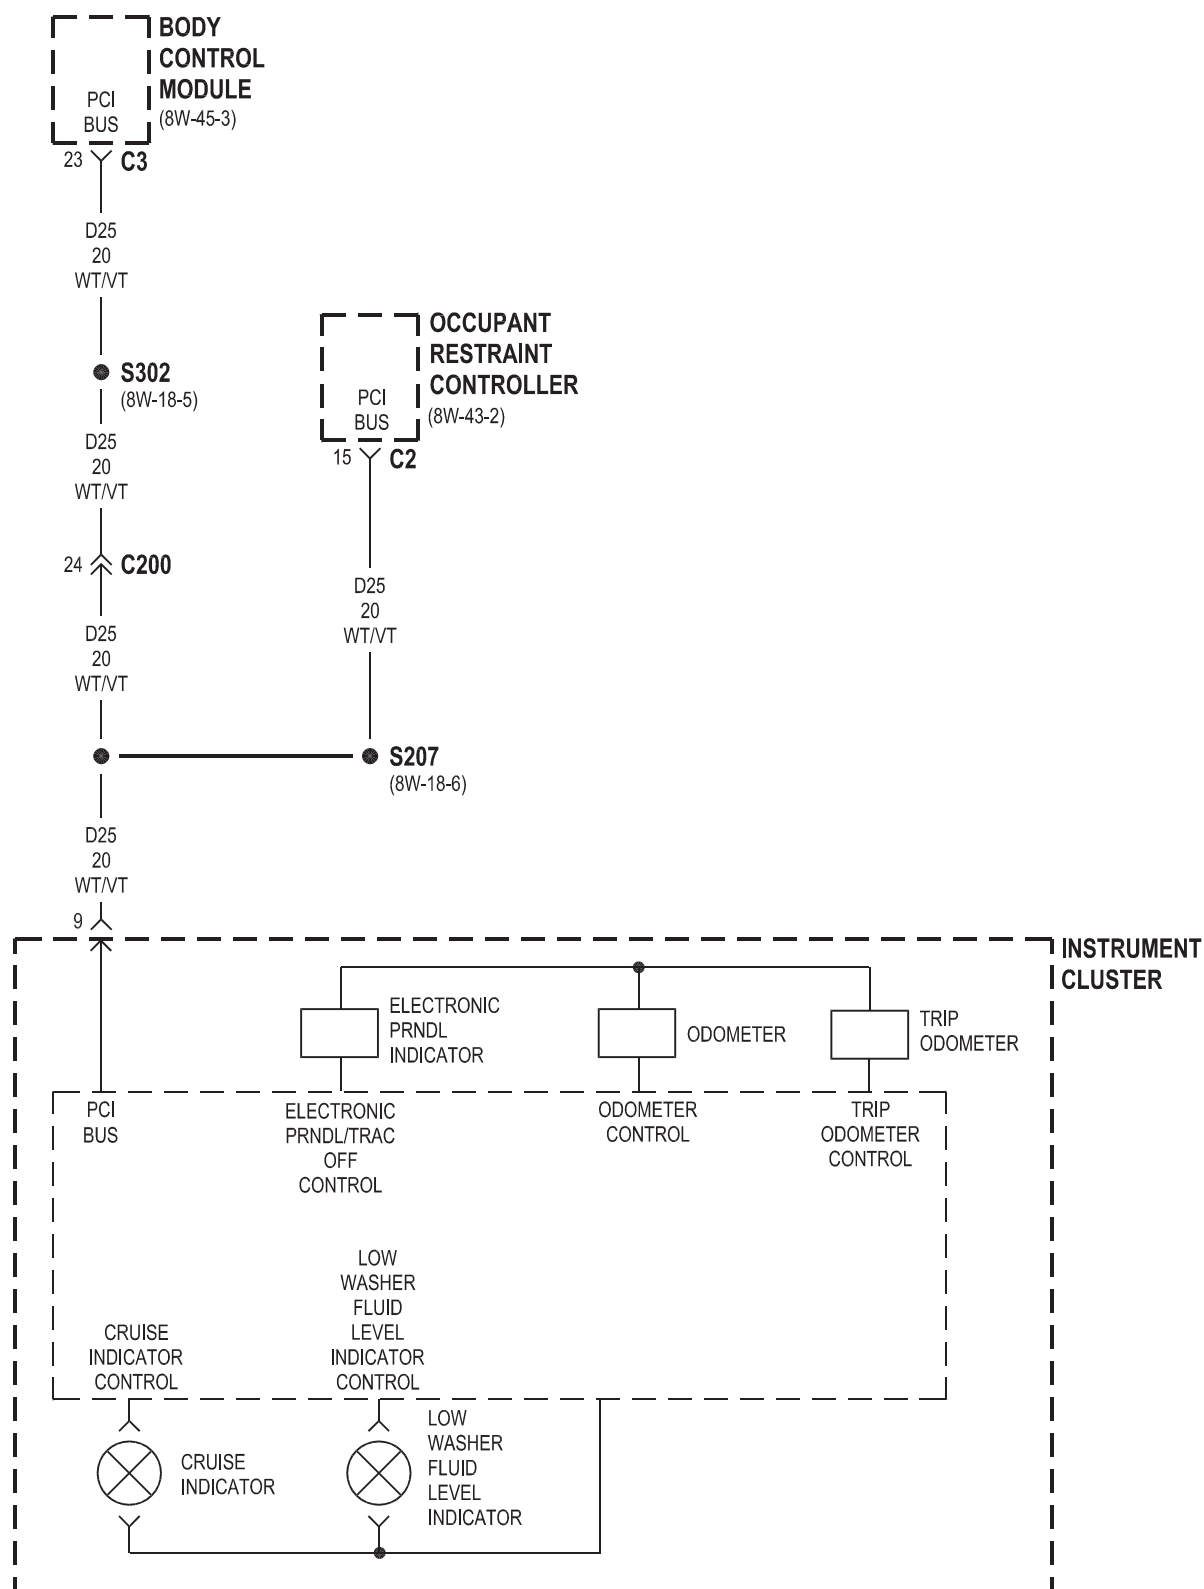 BODY
CONTROL
MODULE
(8W-45-3)
PCI
BUS
23
C3
D25
20
WT/VT
S302
(8W-18-5)
OCCUPANT
RESTRAINT
CONTROLLER
(8W-43-2)
PCI
BUS
15
C2
D25
20
WT/VT
24
C200
D25
20
WT/VT
D25
20
WT/VT
S207
(8W-18-6)
D25
20
WT/VT
9
INSTRUMENT
CLUSTER
ELECTRONIC
PRNDL
INDICATOR
ODOMETER
TRIP
ODOMETER
PCI
BUS
ELECTRONIC
PRNDL/TRAC
OFF
CONTROL
ODOMETER
CONTROL
TRIP
ODOMETER
CONTROL
CRUISE
INDICATOR
CONTROL
LOW
WASHER
FLUID
LEVEL
INDICATOR
CONTROL
CRUISE
INDICATOR
LOW
WASHER
FLUID
LEVEL
INDICATOR